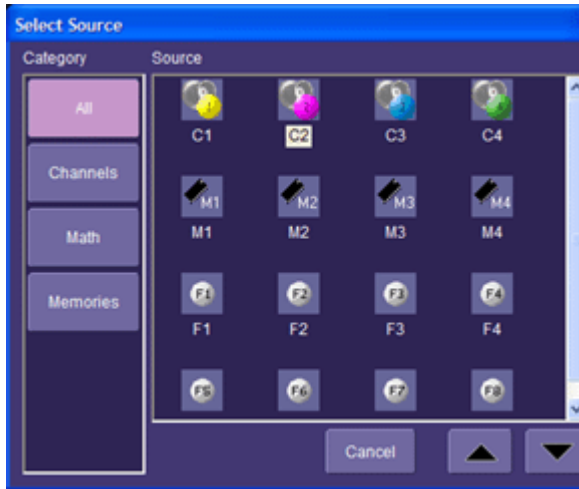 Select Source
Category Source
All
C1 C2 C3 C4
Channels
M1 M2 M3 M4
Math
M1 M2 M3 M4
Memories
F1 F2 F3 F4
F1 F2 F3 F4
F5 F6 F7 F8
Cancel